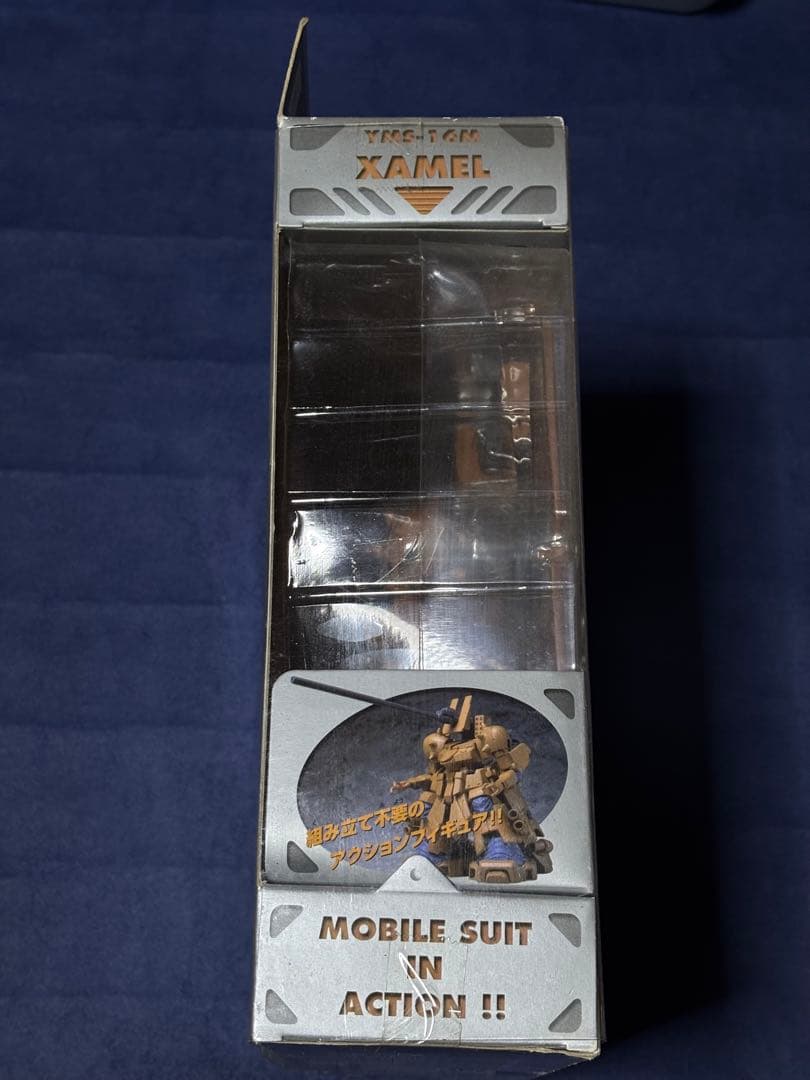 YMS-16M
XAMEL
組み立て不要の
アクションフィギュア!!
MOBILE SUIT
IN
ACTION !!